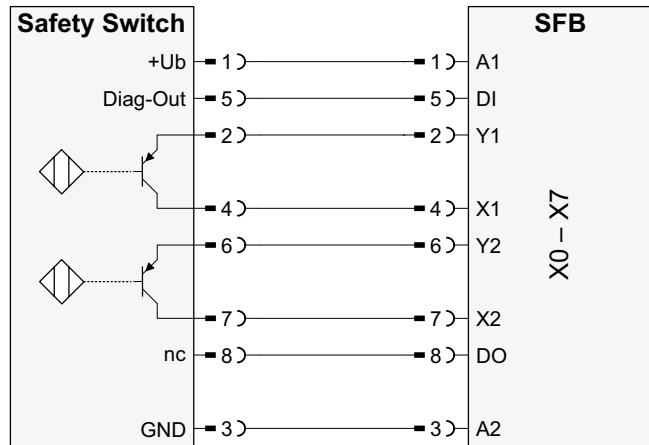 Safety Switch SFB
+Ub 1 1 A1
Diag-Out 5 5 DI
2 2 Y1
4 4 X1
6 6 Y2
7 7 X2
nc 8 8 DO
GND 3 3 A2
X0 – X7